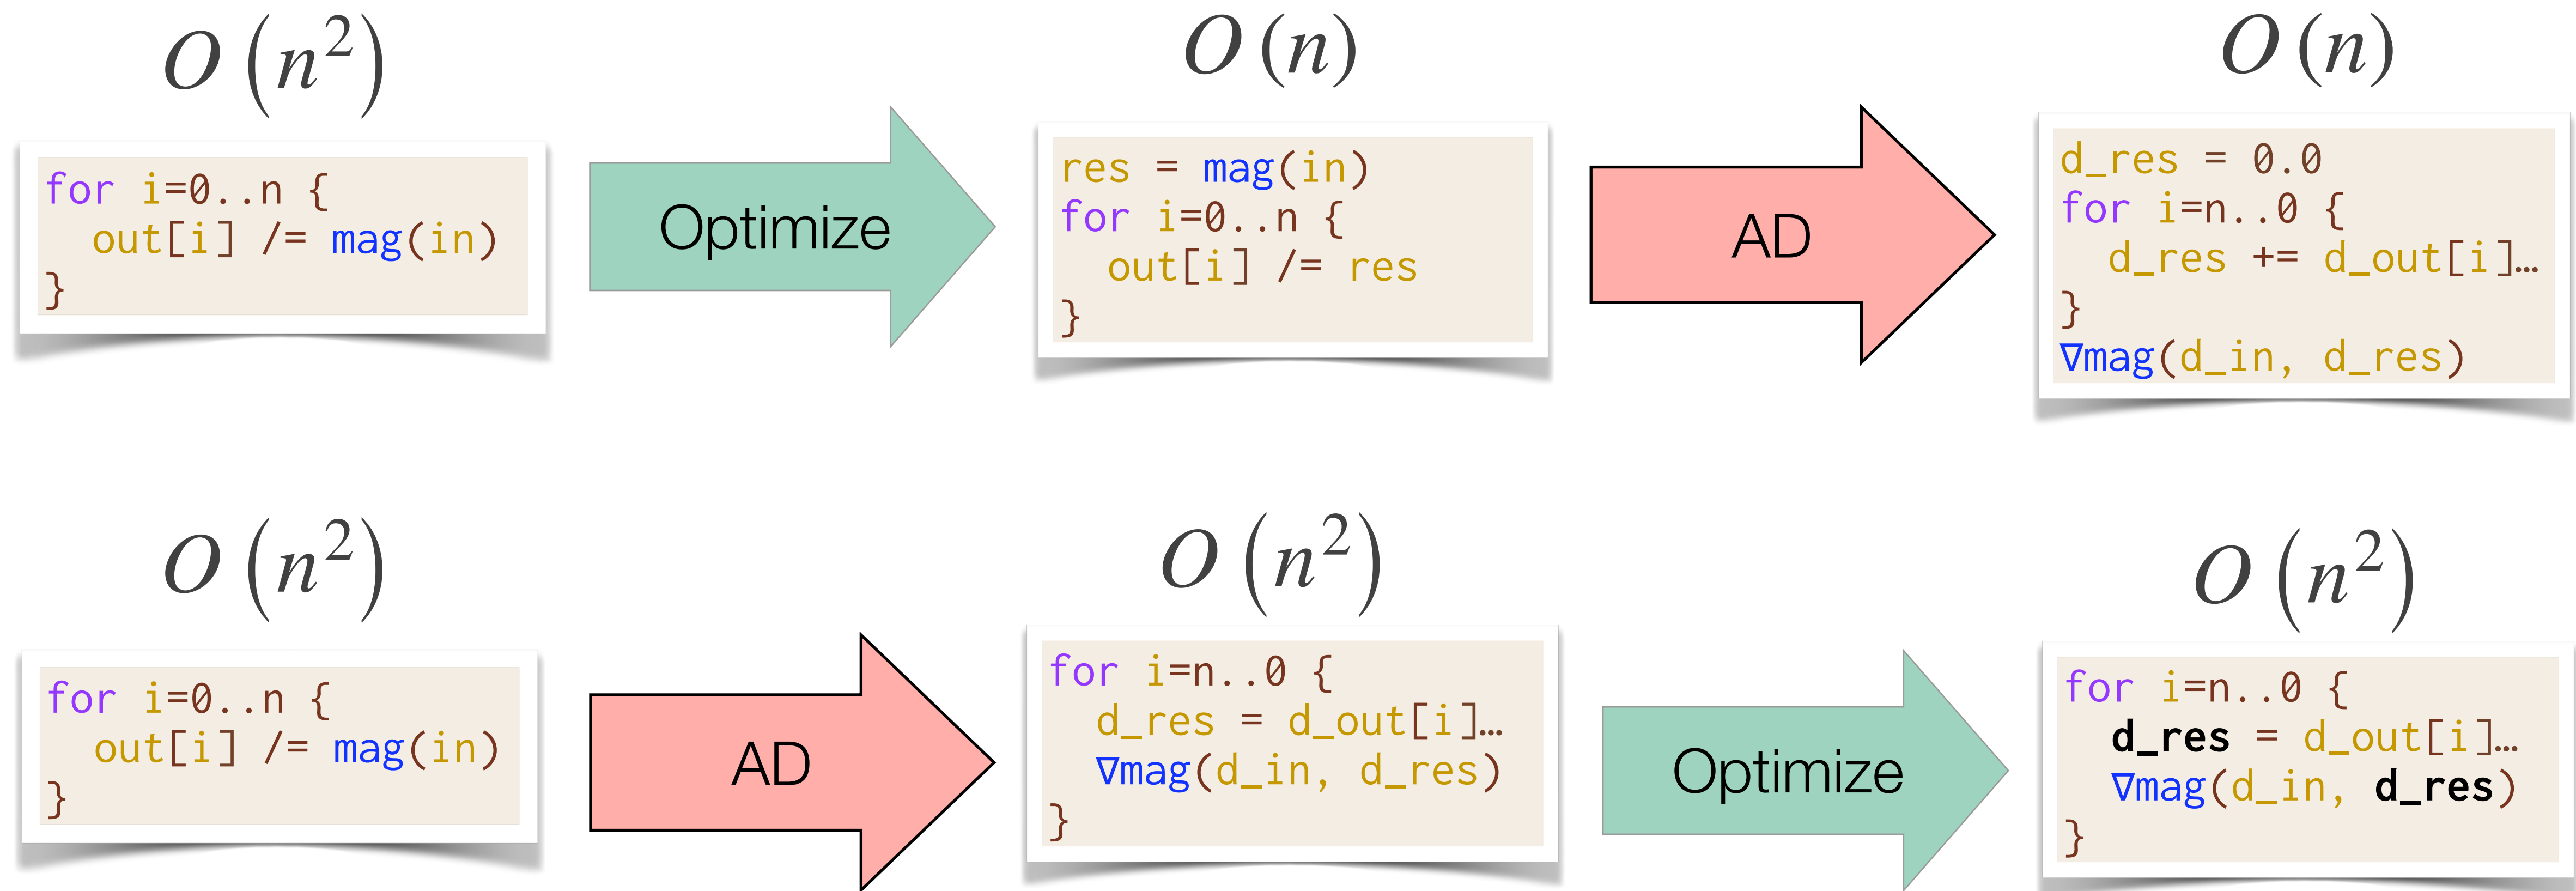 O (n²)
for i=0..n {
  out[i] /= mag(in)
}
Optimize
O (n)
res = mag(in)
for i=0..n {
  out[i] /= res
}
AD
O (n)
d_res = 0.0
for i=n..0 {
  d_res += d_out[i]…
}
∇mag(d_in, d_res)
O (n²)
for i=0..n {
  out[i] /= mag(in)
}
AD
O (n²)
for i=n..0 {
  d_res = d_out[i]…
  ∇mag(d_in, d_res)
}
Optimize
O (n²)
for i=n..0 {
  d_res = d_out[i]…
  ∇mag(d_in, d_res)
}